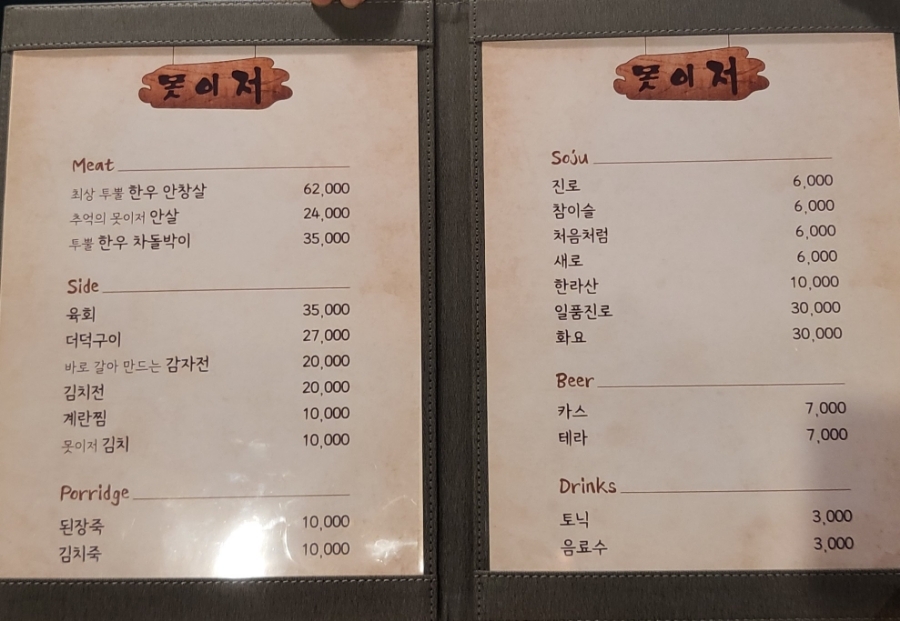 못이저
Meat
최상 투뿔 한우 안창살 62,000
추억의 못이저 안살 24,000
투뿔 한우 차돌박이 35,000
Side
육회 35,000
더덕구이 27,000
바로 갈아 만드는 감자전 20,000
김치전 20,000
계란찜 10,000
못이저 김치 10,000
Porridge
된장죽 10,000
김치죽 10,000
못이저
Soju
진로 6,000
참이슬 6,000
처음처럼 6,000
새로 6,000
한라산 10,000
일품진로 30,000
화요 30,000
Beer
카스 7,000
테라 7,000
Drinks
토닉 3,000
음료수 3,000